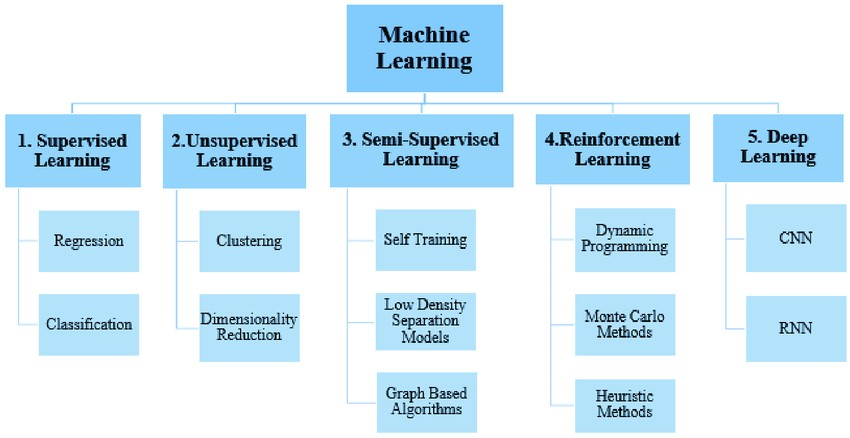 Machine
Learning
1. Supervised
Learning
2.Unsupervised
Learning
3. Semi-Supervised
Learning
4.Reinforcement
Learning
5. Deep
Learning
Regression
Classification
Clustering
Dimensionality
Reduction
Self Training
Low Density
Separation
Models
Graph Based
Algorithms
Dynamic
Programming
Monte Carlo
Methods
Heuristic
Methods
CNN
RNN